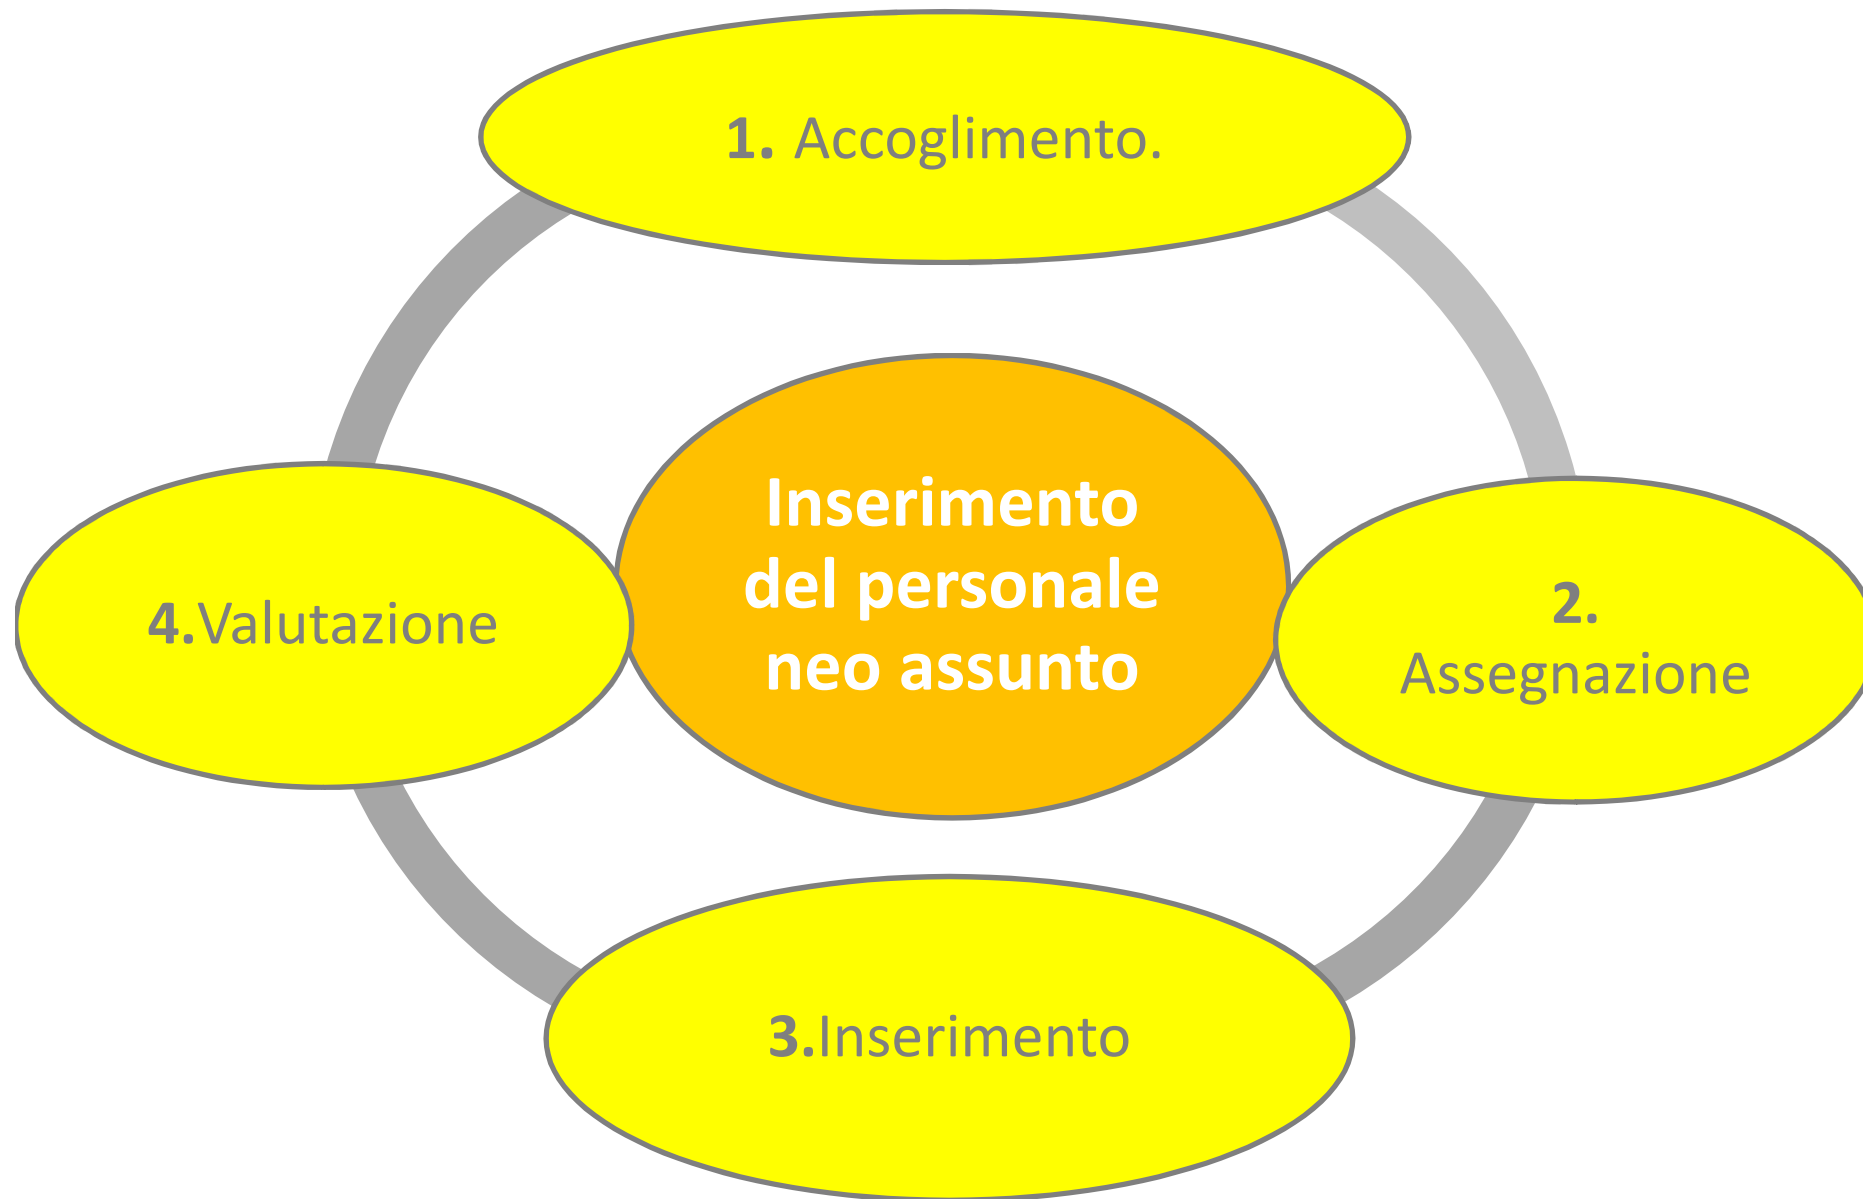 1. Accoglimento.
Inserimento
del personale
neo assunto
2.
Assegnazione
3.Inserimento
4.Valutazione